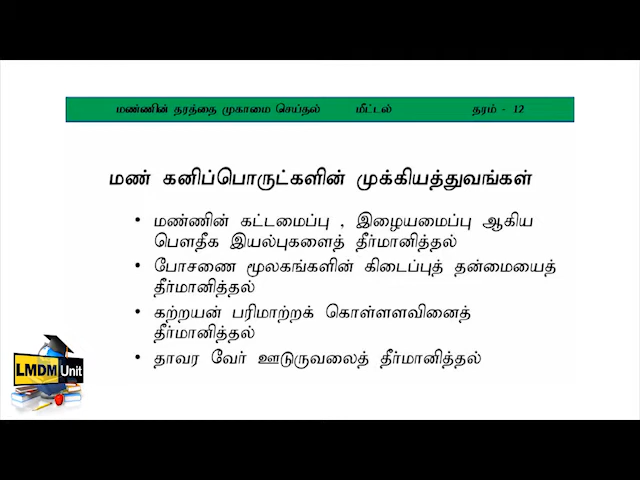 மண்ணின் தரத்தை முகாமை செய்தல் மீட்டல் தரம் - 12
மண் கனிப்பொருட்களின் முக்கியத்துவங்கள்
• மண்ணின் கட்டமைப்பு , இழையமைப்பு ஆகிய
பௌதீக இயல்புகளைத் தீர்மானித்தல்
• போசணை மூலகங்களின் கிடைப்புத் தன்மையைத்
தீர்மானித்தல்
• கற்றயன் பரிமாற்றக் கொள்ளளவினைத்
தீர்மானித்தல்
• தாவர வேர் ஊடுருவலைத் தீர்மானித்தல்
LMDM Unit